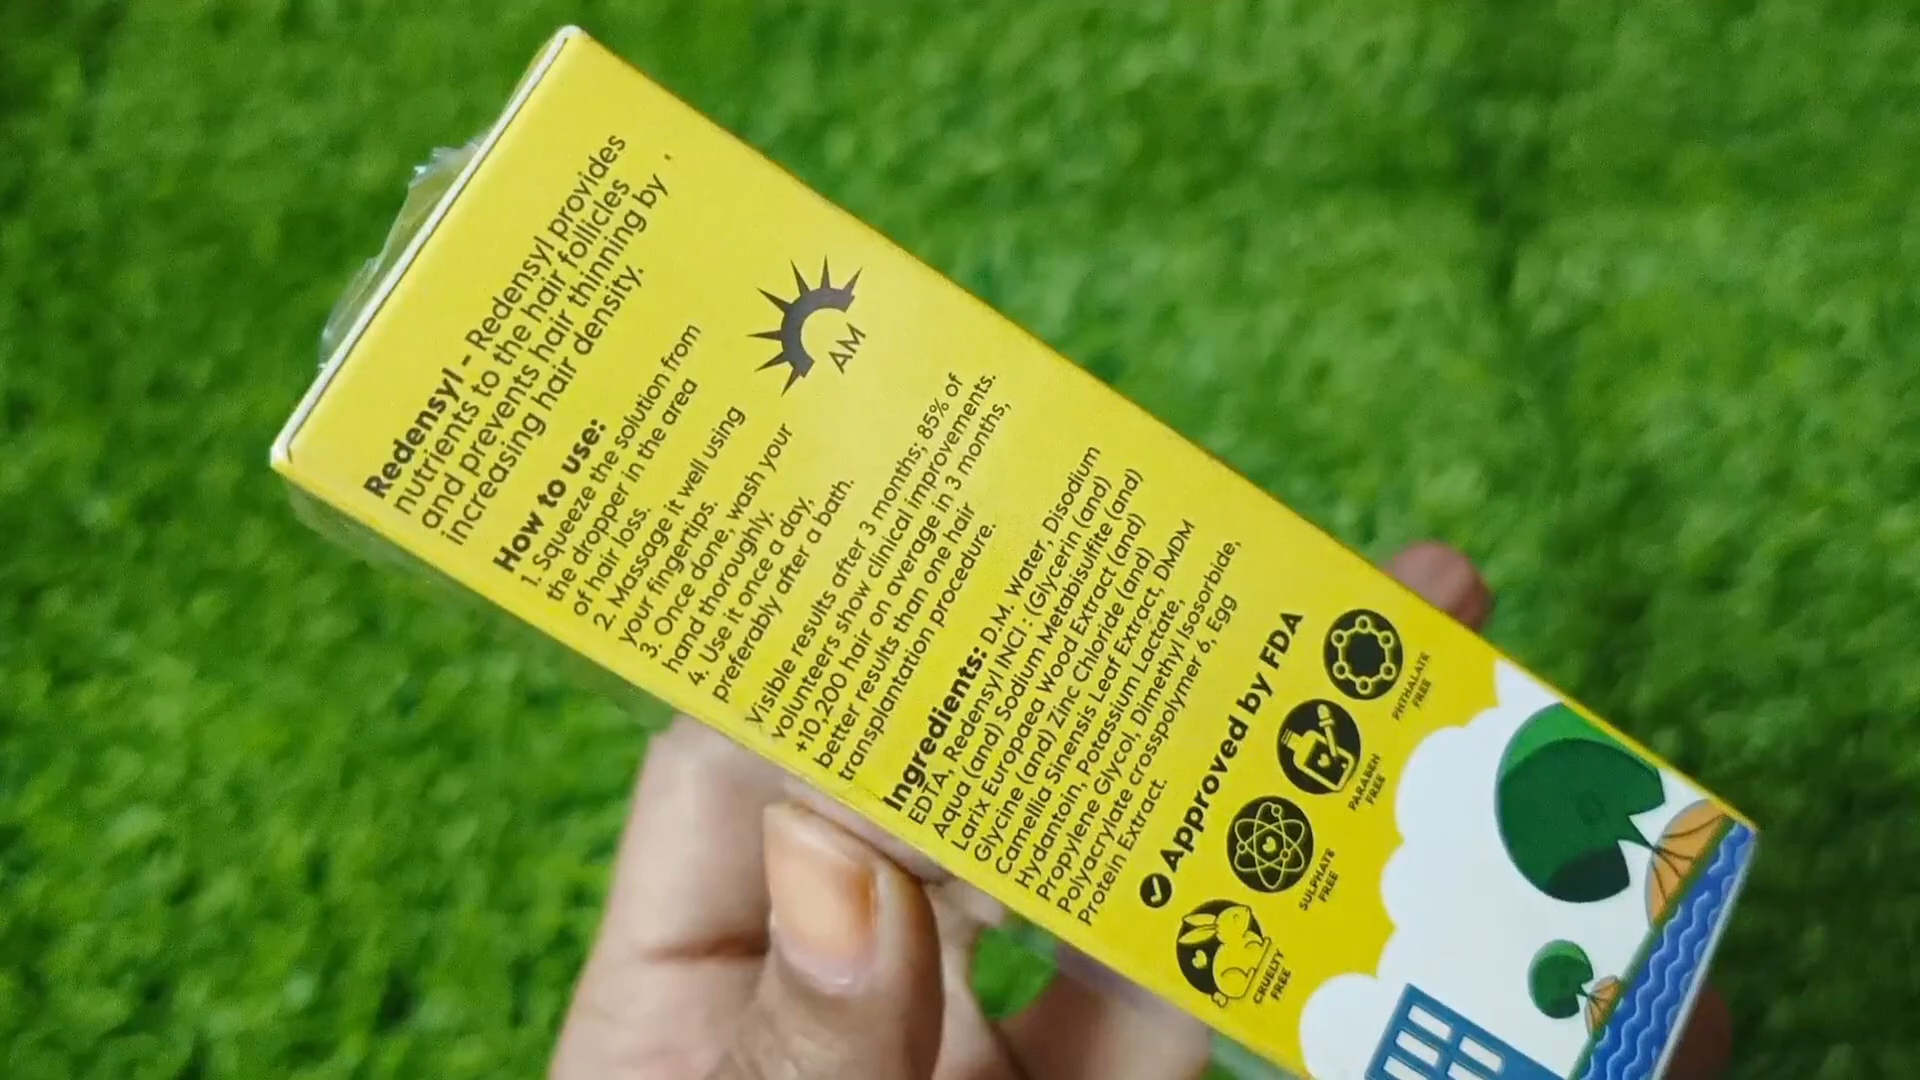 Redensyl - Redensyl provides
nutrients to the hair follicles
and prevents hair thinning by
increasing hair density.
How to use:
1. Squeeze the solution from
the dropper in the area
of hair loss.
2. Massage it well using
your fingertips.
3. Once done, wash your
hand thoroughly.
4. Use it once a day,
preferably after a bath.
AM
Visible results after 3 months; 85% of
volunteers show clinical improvements.
+10,200 hair on average in 3 months,
better results than one hair
transplantation procedure.
Ingredients: D.M. Water, Disodium
EDTA, Redensyl INCI : (Glycerin (and)
Aqua (and) Sodium Metabisulfite (and)
Larix Europaea Wood Extract (and)
Glycine (and) Zinc Chloride (and)
Camellia Sinensis Leaf Extract, DMDM
Hydantoin, Potassium Lactate,
Propylene Glycol, Dimethyl Isosorbide,
Polyacrylate crosspolymer 6, Egg
Protein Extract.
Approved by FDA
CRUELTY
FREE
SULPHATE
FREE
PARABEN
FREE
PHTHALATE
FREE